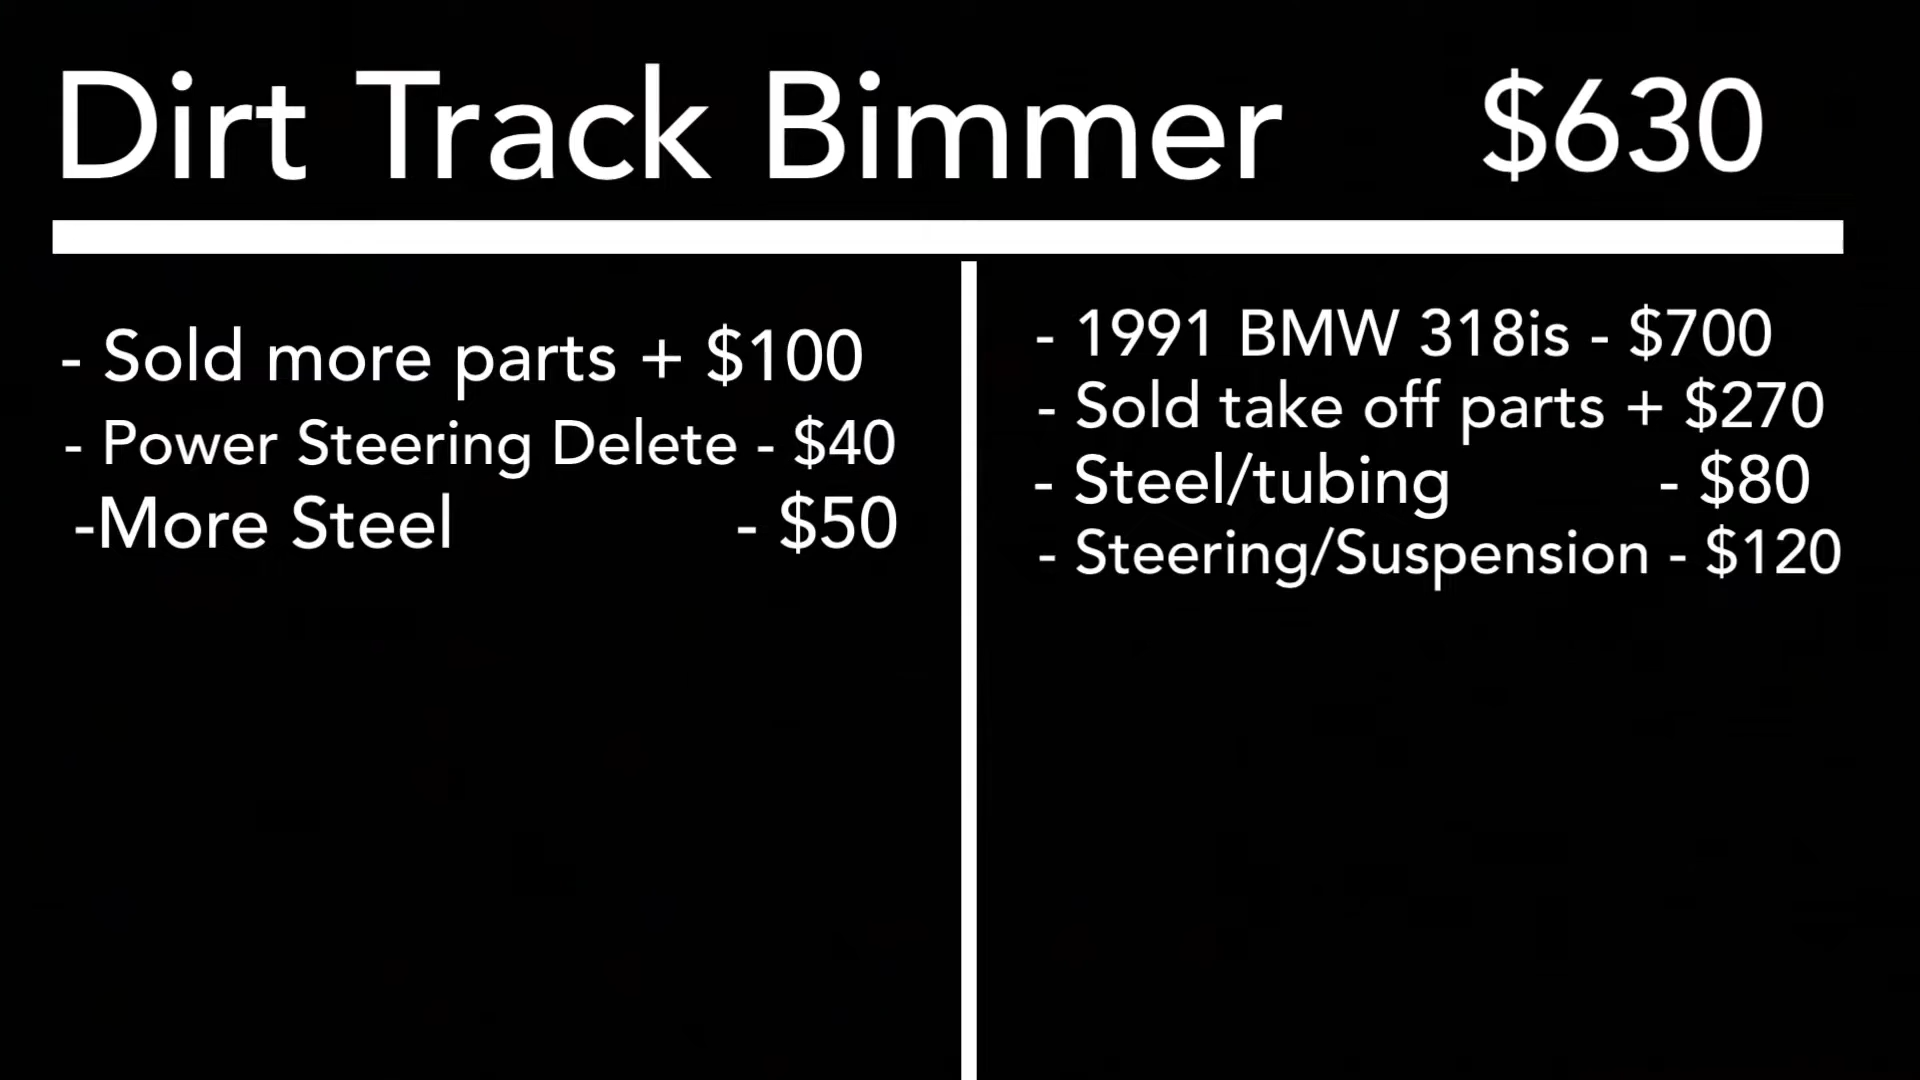 Dirt Track Bimmer $630
- Sold more parts + $100
- Power Steering Delete - $40
-More Steel - $50
- 1991 BMW 318is - $700
- Sold take off parts + $270
- Steel/tubing - $80
- Steering/Suspension - $120